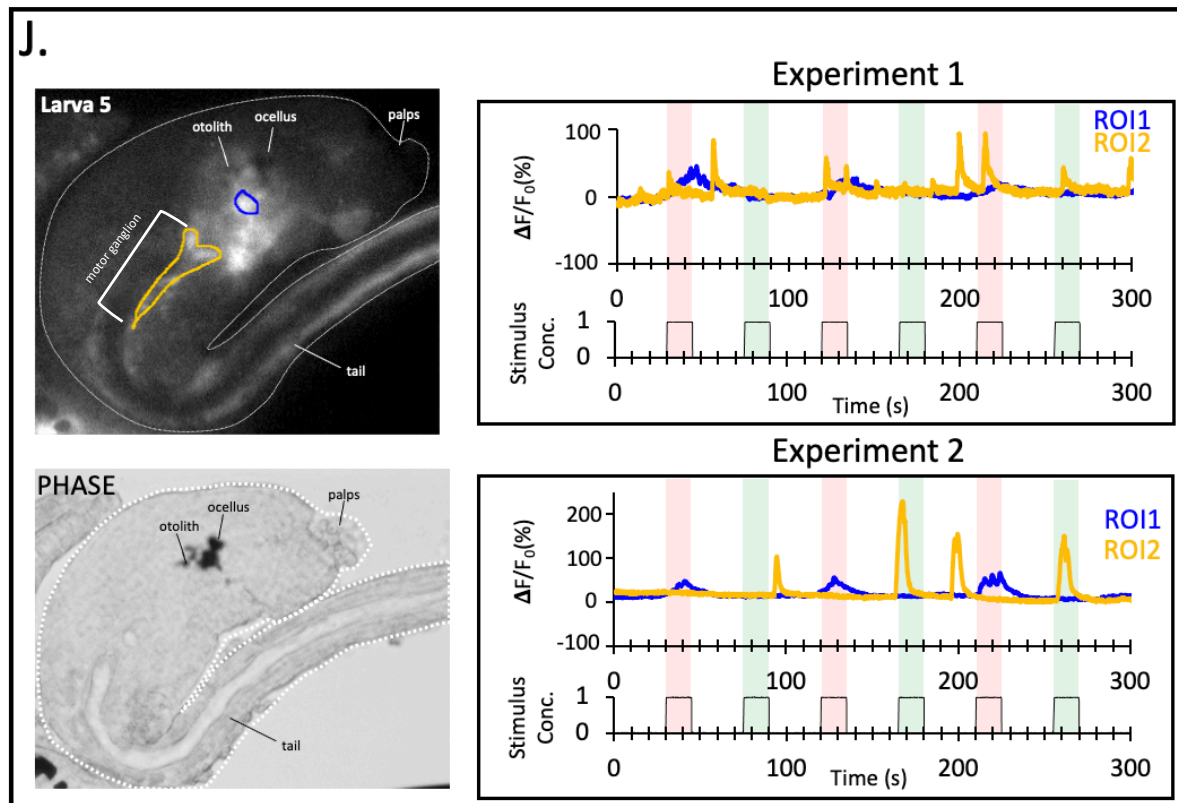 J.
Larva 5
otolith
ocellus
palps
motor ganglion
tail
PHASE
otolith
ocellus
palps
tail
Experiment 1
ROI1
ROI2
ΔF/F₀(%)
100
0
-100
0 100 200 300
Stimulus
Conc.
1
0
0 100 200 300
Time (s)
Experiment 2
ROI1
ROI2
ΔF/F₀(%)
200
100
0
-100
0 100 200 300
Stimulus
Conc.
1
0
0 100 200 300
Time (s)